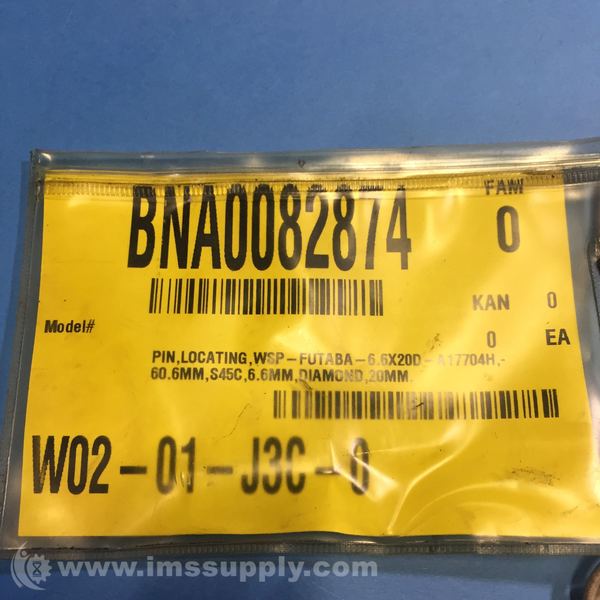 BNA0082874
FAM
0
Model#
KAN 0
0 EA
PIN,LOCATING,WSP-FUTABA-6.6X20D-A17704H,-
60.6MM,S45C,6.6MM,DIAMOND,20MM.
W02-01-J3C-0
www.imssupply.com